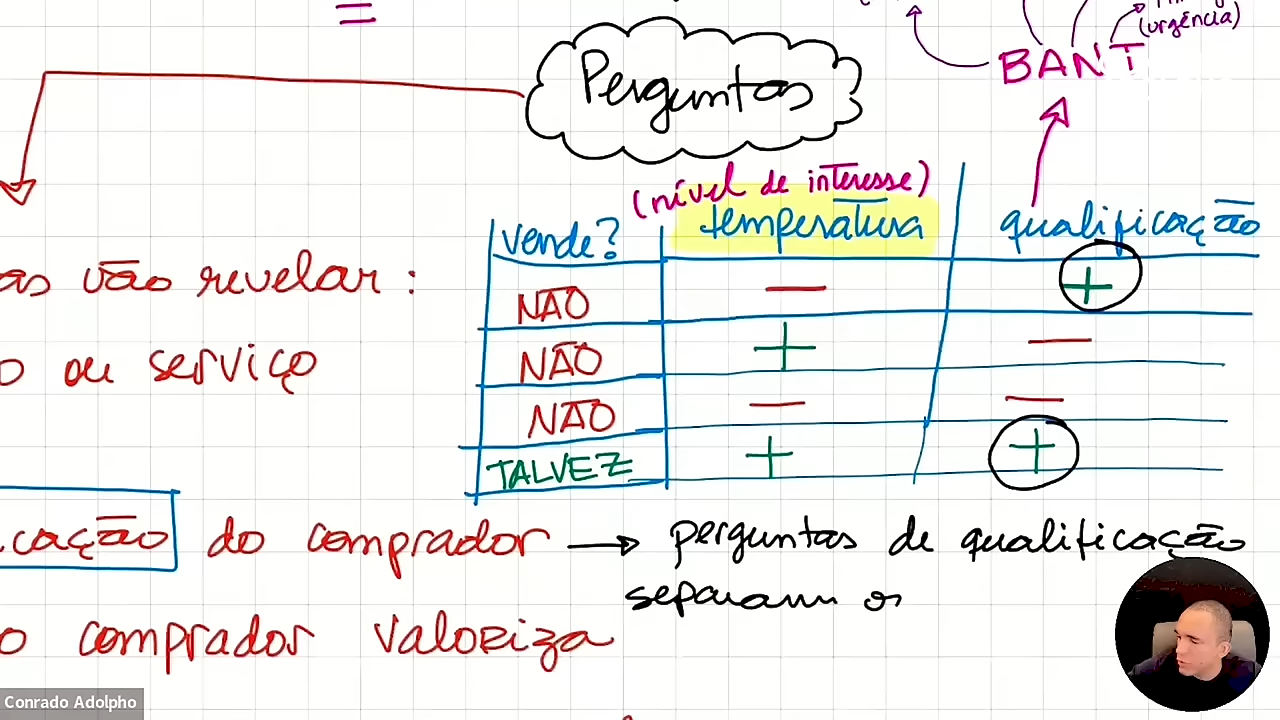 (urgência)
BANT
Perguntas
(nível de interesse)
vende? temperatura qualificação
NÃO − +
NÃO + −
NÃO − −
TALVEZ + +
as vão revelar :
o ou serviço
cação do comprador → perguntas de qualificação
separam os
o comprador valoriza
Conrado Adolpho